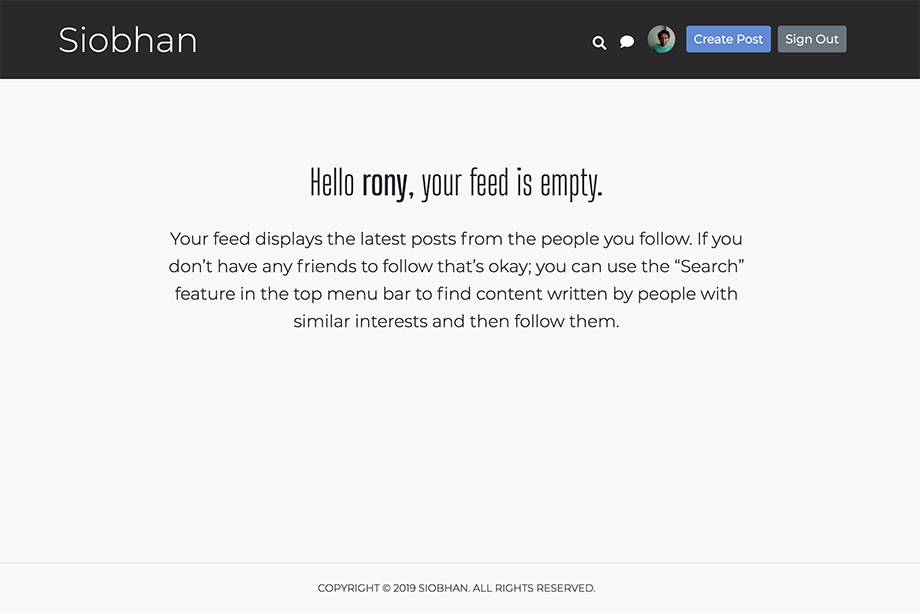 Siobhan
Create Post
Sign Out
Hello rony, your feed is empty.
Your feed displays the latest posts from the people you follow. If you
don’t have any friends to follow that’s okay; you can use the “Search”
feature in the top menu bar to find content written by people with
similar interests and then follow them.
COPYRIGHT © 2019 SIOBHAN. ALL RIGHTS RESERVED.